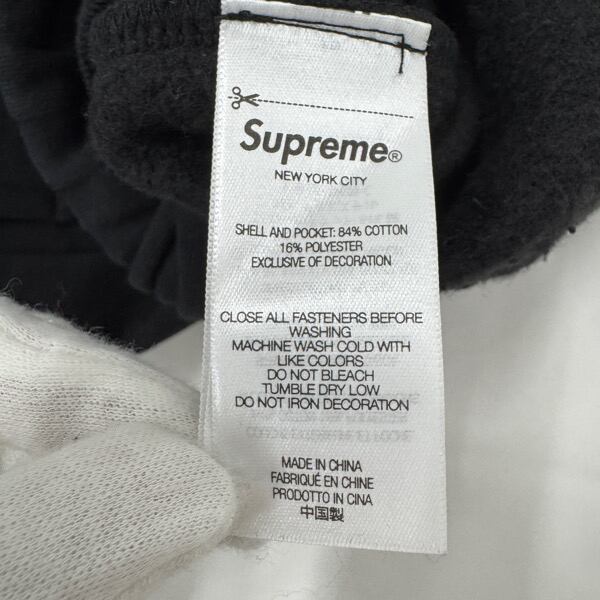 Supreme®
NEW YORK CITY
SHELL AND POCKET: 84% COTTON
16% POLYESTER
EXCLUSIVE OF DECORATION
CLOSE ALL FASTENERS BEFORE
WASHING
MACHINE WASH COLD WITH
LIKE COLORS
DO NOT BLEACH
TUMBLE DRY LOW
DO NOT IRON DECORATION
MADE IN CHINA
FABRIQUÉ EN CHINE
PRODOTTO IN CINA
中国製